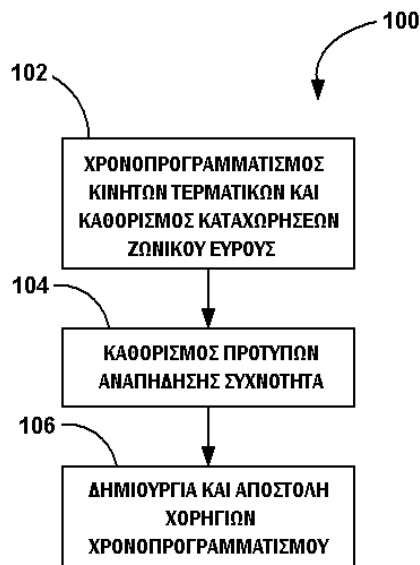 100
102
ΧΡΟΝΟΠΡΟΓΡΑΜΜΑΤΙΣΜΟΣ
ΚΙΝΗΤΩΝ ΤΕΡΜΑΤΙΚΩΝ ΚΑΙ
ΚΑΘΟΡΙΣΜΟΣ ΚΑΤΑΧΩΡΗΣΕΩΝ
ΖΩΝΙΚΟΥ ΕΥΡΟΥΣ
104
ΚΑΘΟΡΙΣΜΟΣ ΠΡΟΤΥΠΩΝ
ΑΝΑΠΗΔΗΣΗΣ ΣΥΧΝΟΤΗΤΑ
106
ΔΗΜΙΟΥΡΓΙΑ ΚΑΙ ΑΠΟΣΤΟΛΗ
ΧΟΡΗΓΙΩΝ
ΧΡΟΝΟΠΡΟΓΡΑΜΜΑΤΙΣΜΟΥ